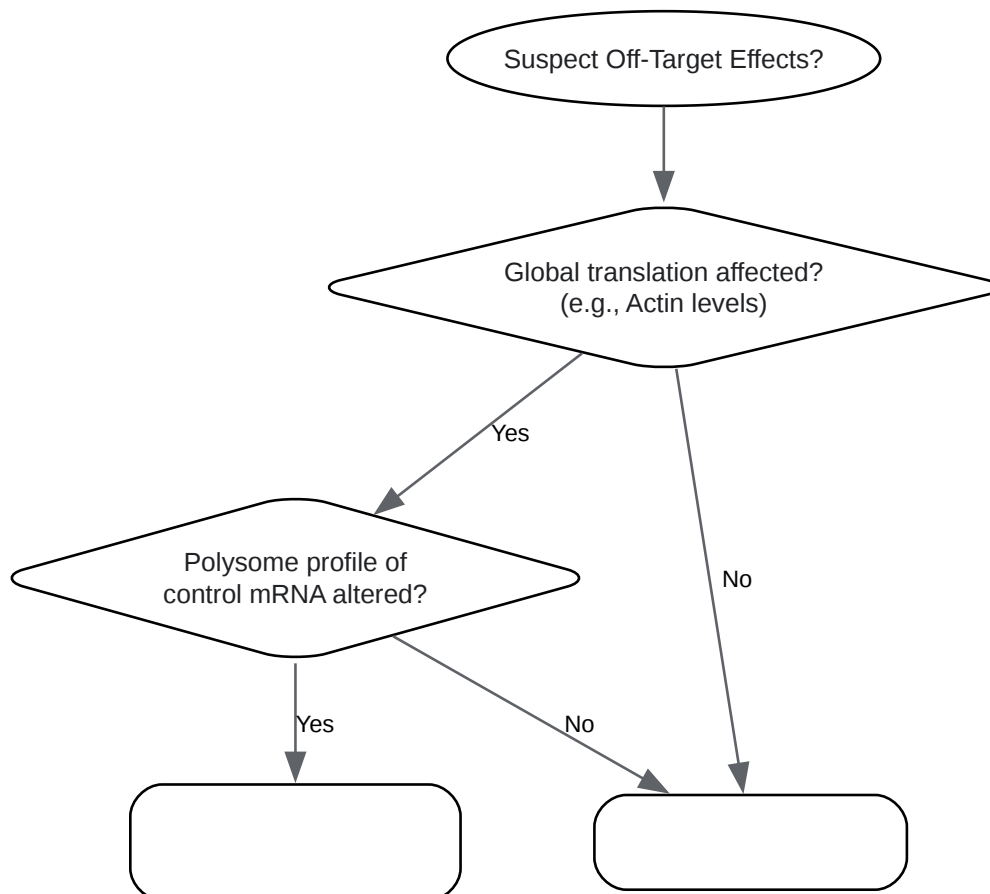 Suspect Off-Target Effects?
Global translation affected?
(e.g., Actin levels)
Yes
Polysome profile of
control mRNA altered?
No
Yes
No